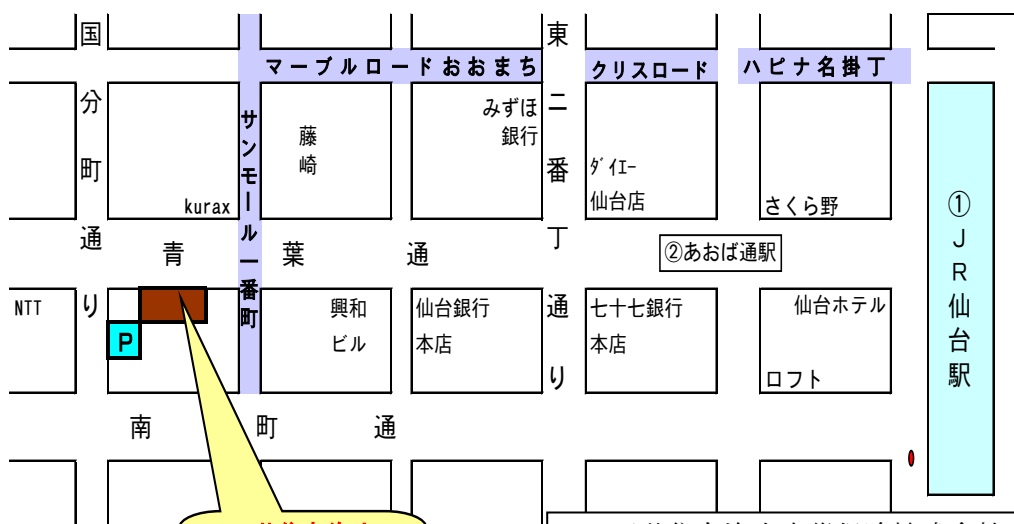 国分町通り
東二番丁通り
マーブルロードおおまち
クリスロード
ハピナ名掛丁
サンモール一番町
藤崎
みずほ
銀行
ﾀﾞｲｴｰ
仙台店
さくら野
kurax
青葉通
②あおば通駅
①JR仙台駅
NTT
P
興和
ビル
仙台銀行
本店
七十七銀行
本店
仙台ホテル
ロフト
南町通